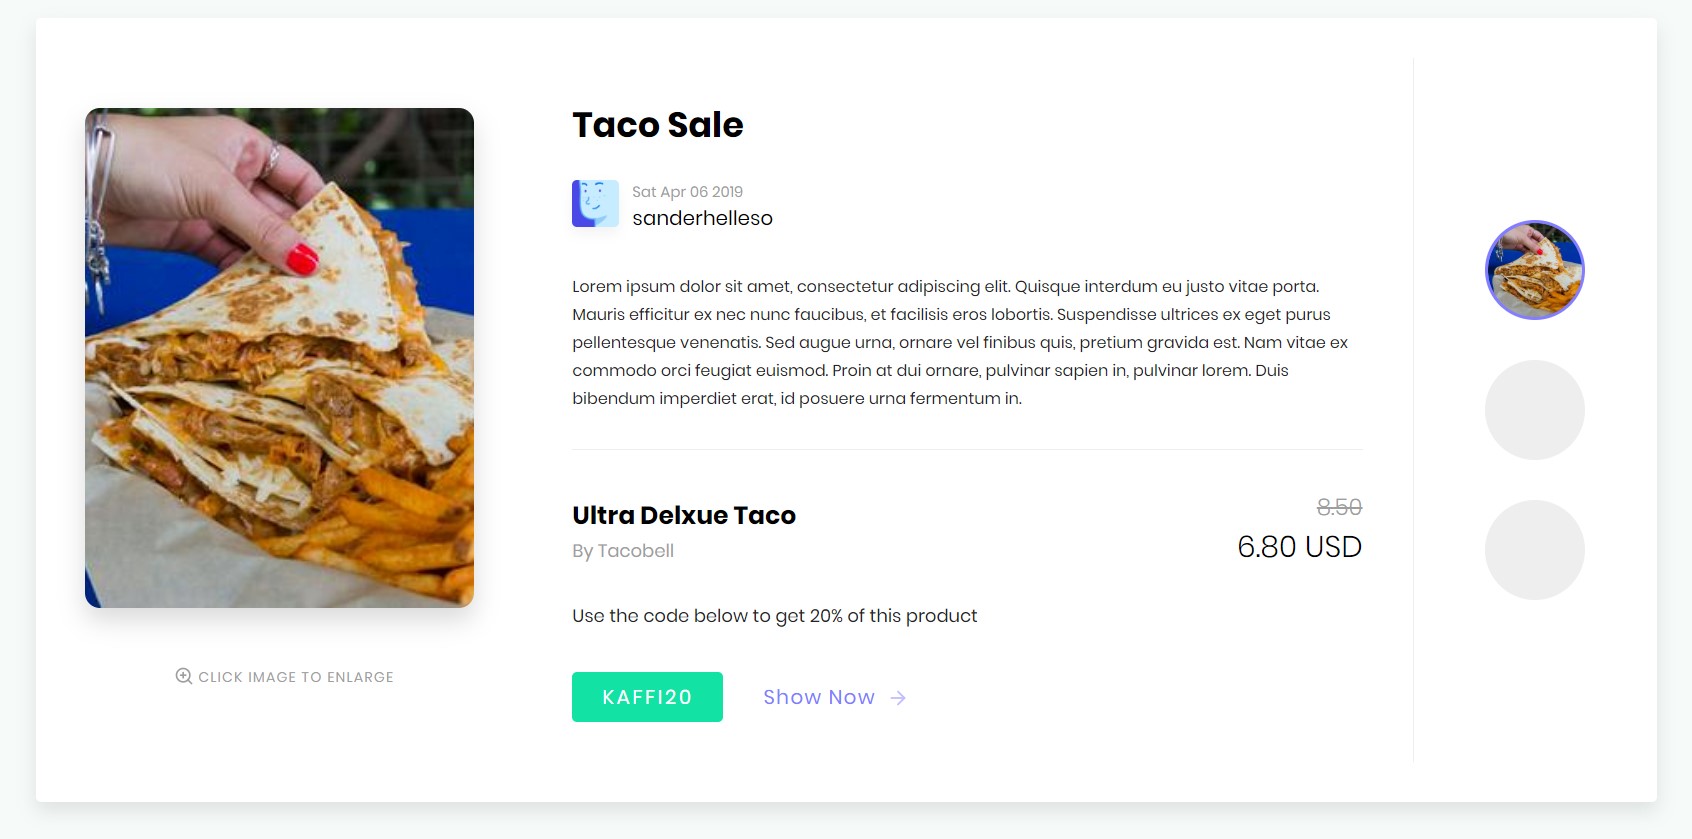 Taco Sale
Sat Apr 06 2019
sanderhelleso
Lorem ipsum dolor sit amet, consectetur adipiscing elit. Quisque interdum eu justo vitae porta.
Mauris efficitur ex nec nunc faucibus, et facilisis eros lobortis. Suspendisse ultrices ex eget purus
pellentesque venenatis. Sed augue urna, ornare vel finibus quis, pretium gravida est. Nam vitae ex
commodo orci feugiat euismod. Proin at dui ornare, pulvinar sapien in, pulvinar lorem. Duis
bibendum imperdiet erat, id posuere urna fermentum in.
Ultra Delxue Taco
By Tacobell
8.50
6.80 USD
Use the code below to get 20% of this product
KAFFI20
Show Now
CLICK IMAGE TO ENLARGE